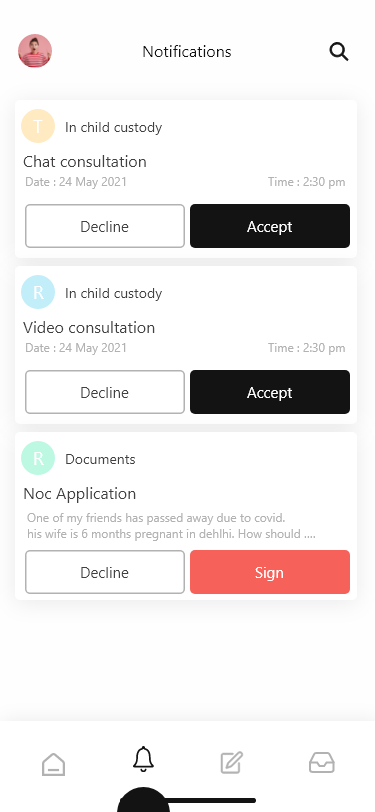 Notifications
T
In child custody
Chat consultation
Date : 24 May 2021
Time : 2:30 pm
Decline
Accept
R
In child custody
Video consultation
Date : 24 May 2021
Time : 2:30 pm
Decline
Accept
R
Documents
Noc Application
One of my friends has passed away due to covid.
his wife is 6 months pregnant in dehlhi. How should ....
Decline
Sign